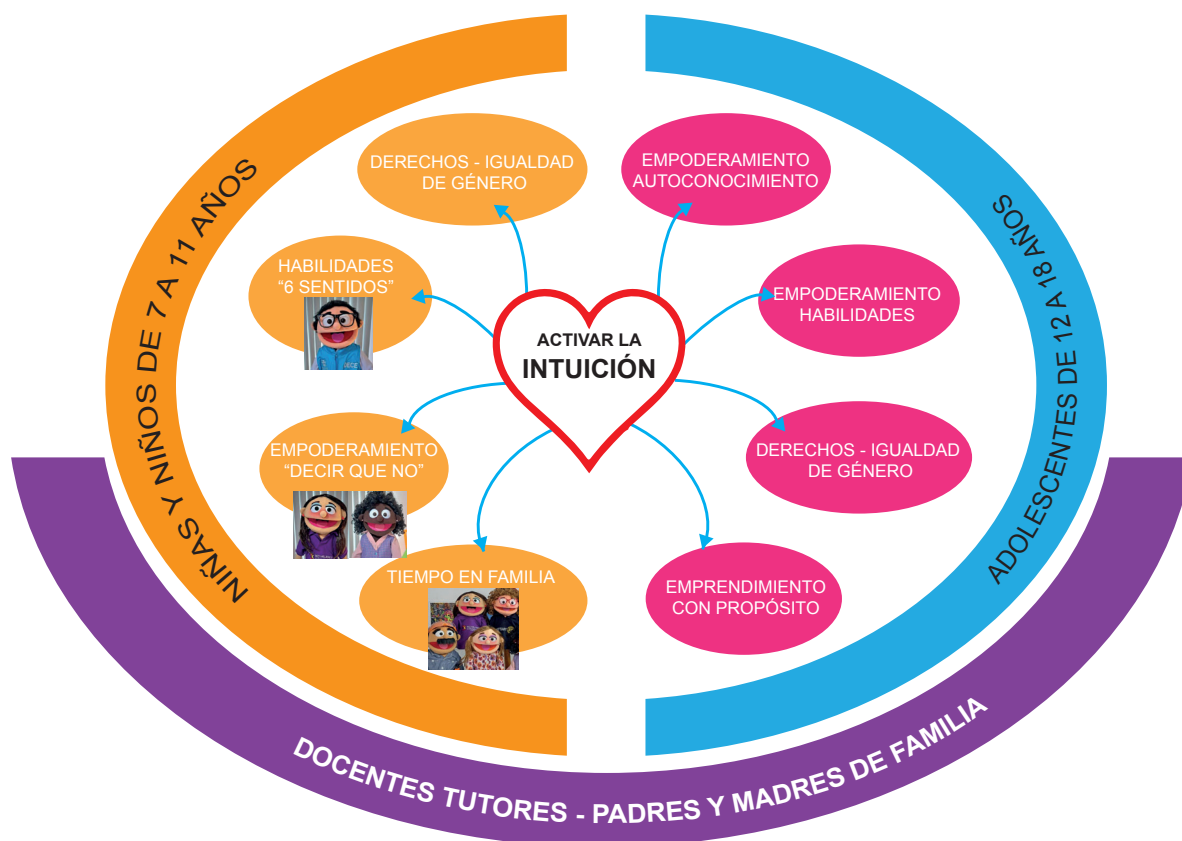 NIÑAS Y NIÑOS DE 7 A 11 AÑOS
DERECHOS - IGUALDAD
DE GÉNERO
HABILIDADES
“6 SENTIDOS”
EMPODERAMIENTO
“DECIR QUE NO”
TIEMPO EN FAMILIA
ACTIVAR LA
INTUICIÓN
EMPODERAMIENTO
AUTOCONOCIMIENTO
EMPODERAMIENTO
HABILIDADES
DERECHOS - IGUALDAD
DE GÉNERO
EMPRENDIMIENTO
CON PROPÓSITO
ADOLESCENTES DE 12 A 18 AÑOS
DOCENTES TUTORES - PADRES Y MADRES DE FAMILIA